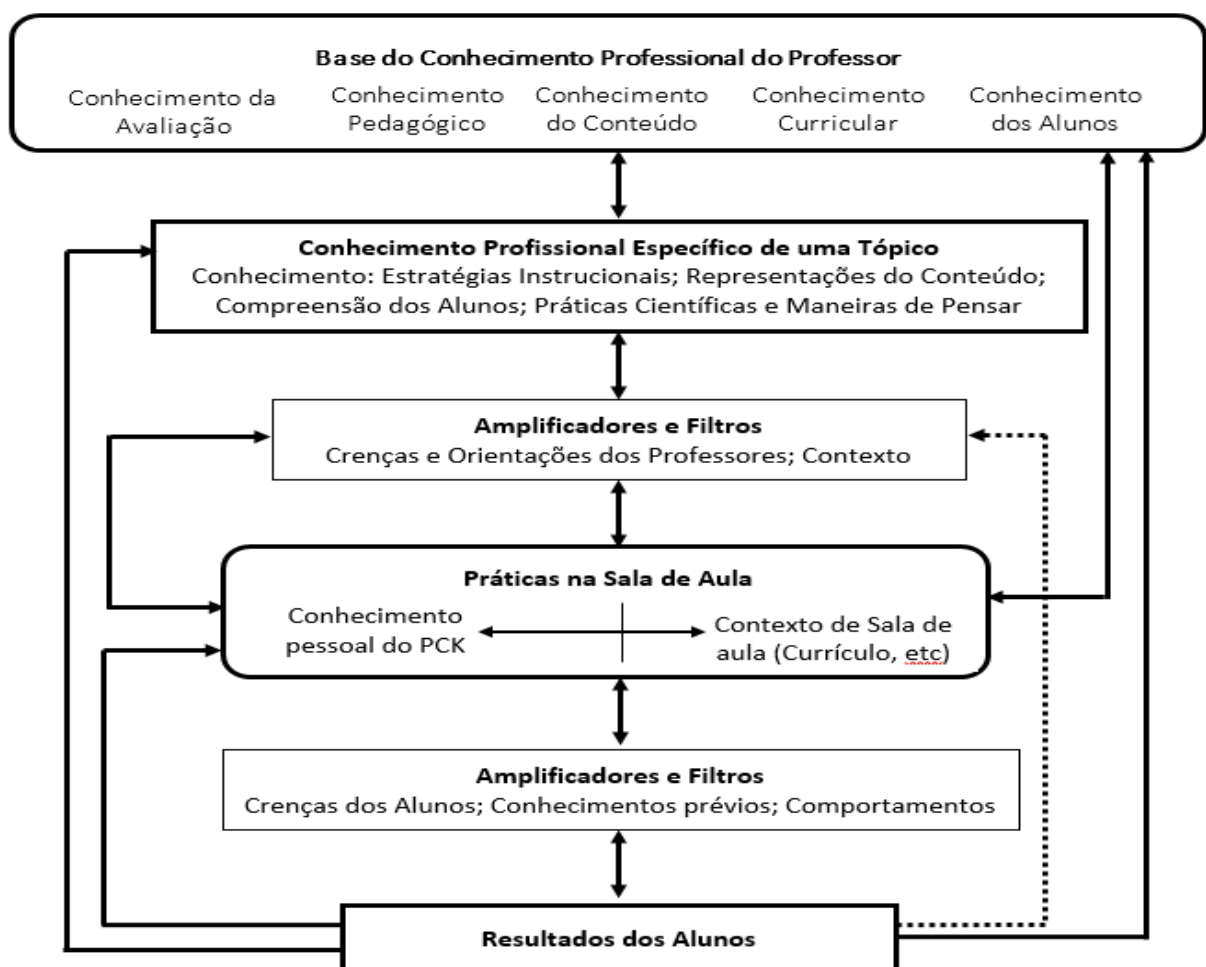 Base do Conhecimento Professional do Professor
Conhecimento da
Avaliação
Conhecimento
Pedagógico
Conhecimento
do Conteúdo
Conhecimento
Curricular
Conhecimento
dos Alunos
Conhecimento Profissional Específico de uma Tópico
Conhecimento: Estratégias Instrucionais; Representações do Conteúdo;
Compreensão dos Alunos; Práticas Científicas e Maneiras de Pensar
Amplificadores e Filtros
Crenças e Orientações dos Professores; Contexto
Práticas na Sala de Aula
Conhecimento
pessoal do PCK
Contexto de Sala de
aula (Currículo, etc)
Amplificadores e Filtros
Crenças dos Alunos; Conhecimentos prévios; Comportamentos
Resultados dos Alunos